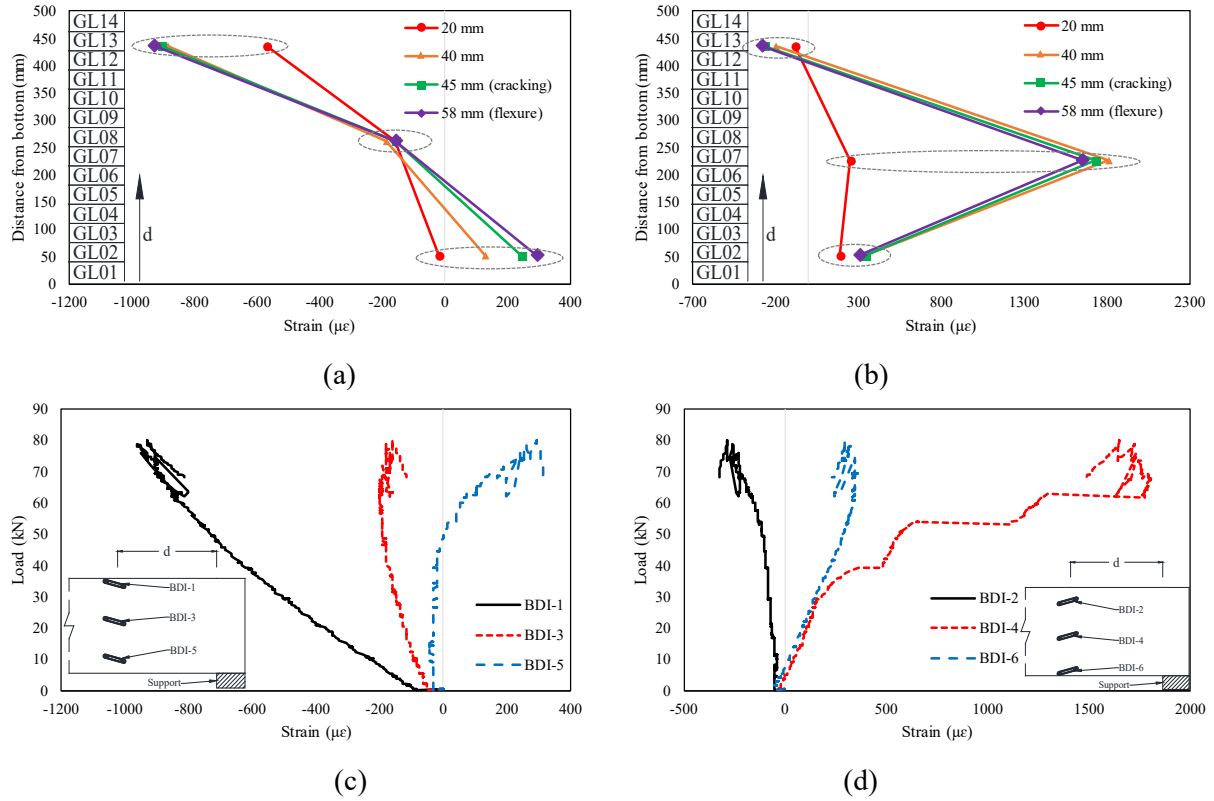 Distance from bottom (mm)
500
450
400
350
300
250
200
150
100
50
0
GL14
GL13
GL12
GL11
GL10
GL09
GL08
GL07
GL06
GL05
GL04
GL03
GL02
GL01
d
20 mm
40 mm
45 mm (cracking)
58 mm (flexure)
-1200 -1000 -800 -600 -400 -200 0 200 400
Strain (με)
(a)
Distance from bottom (mm)
500
450
400
350
300
250
200
150
100
50
0
GL14
GL13
GL12
GL11
GL10
GL09
GL08
GL07
GL06
GL05
GL04
GL03
GL02
GL01
d
20 mm
40 mm
45 mm (cracking)
58 mm (flexure)
-700 -200 300 800 1300 1800 2300
Strain (με)
(b)
Load (kN)
90
80
70
60
50
40
30
20
10
0
d
BDI-1
BDI-3
BDI-5
Support
BDI-1
BDI-3
BDI-5
-1200 -1000 -800 -600 -400 -200 0 200 400
Strain (με)
(c)
Load (kN)
90
80
70
60
50
40
30
20
10
0
BDI-2
BDI-4
BDI-6
d
BDI-2
BDI-4
BDI-6
Support
-500 0 500 1000 1500 2000
Strain (με)
(d)